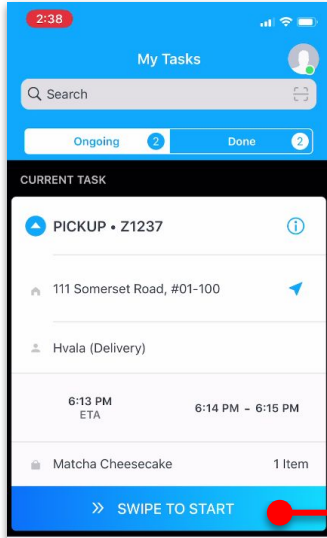 2:38
My Tasks
Search
Ongoing 2 Done 2
CURRENT TASK
PICKUP • Z1237
111 Somerset Road, #01-100
Hvala (Delivery)
6:13 PM
ETA
6:14 PM - 6:15 PM
Matcha Cheesecake 1 Item
SWIPE TO START